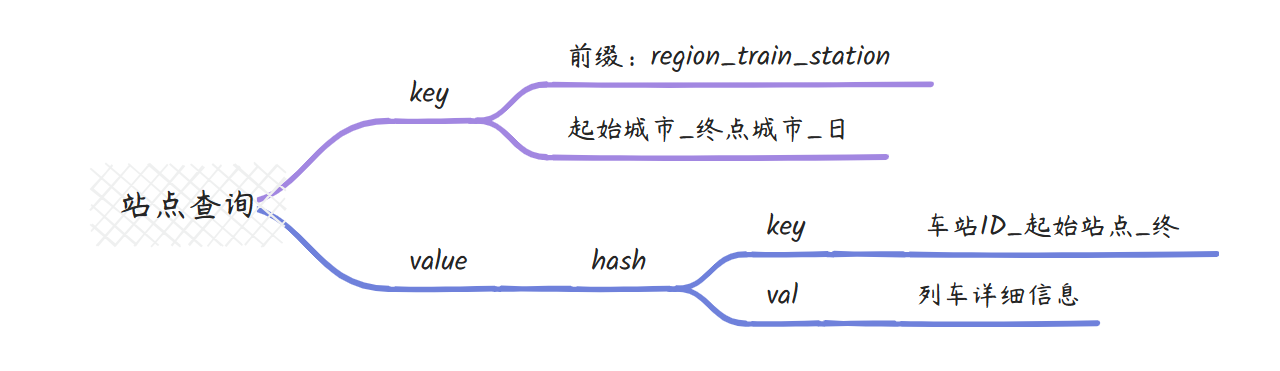 前缀：region_train_station
key
起始城市_终点城市_日
站点查询
key
车站ID_起始站点_终
value
hash
val
列车详细信息